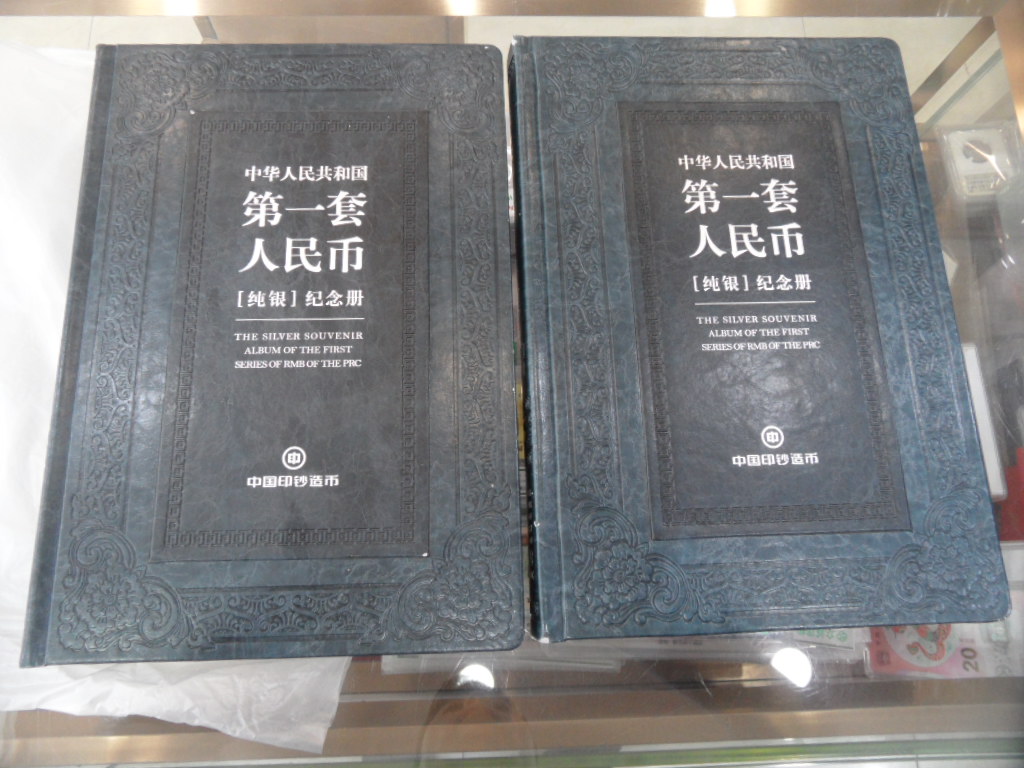 中华人民共和国
第一套
人民币
[纯银] 纪念册
THE SILVER SOUVENIR
ALBUM OF THE FIRST
SERIES OF RMB OF THE PRC
中国印钞造币
中华人民共和国
第一套
人民币
[纯银] 纪念册
THE SILVER SOUVENIR
ALBUM OF THE FIRST
SERIES OF RMB OF THE PRC
中国印钞造币
201